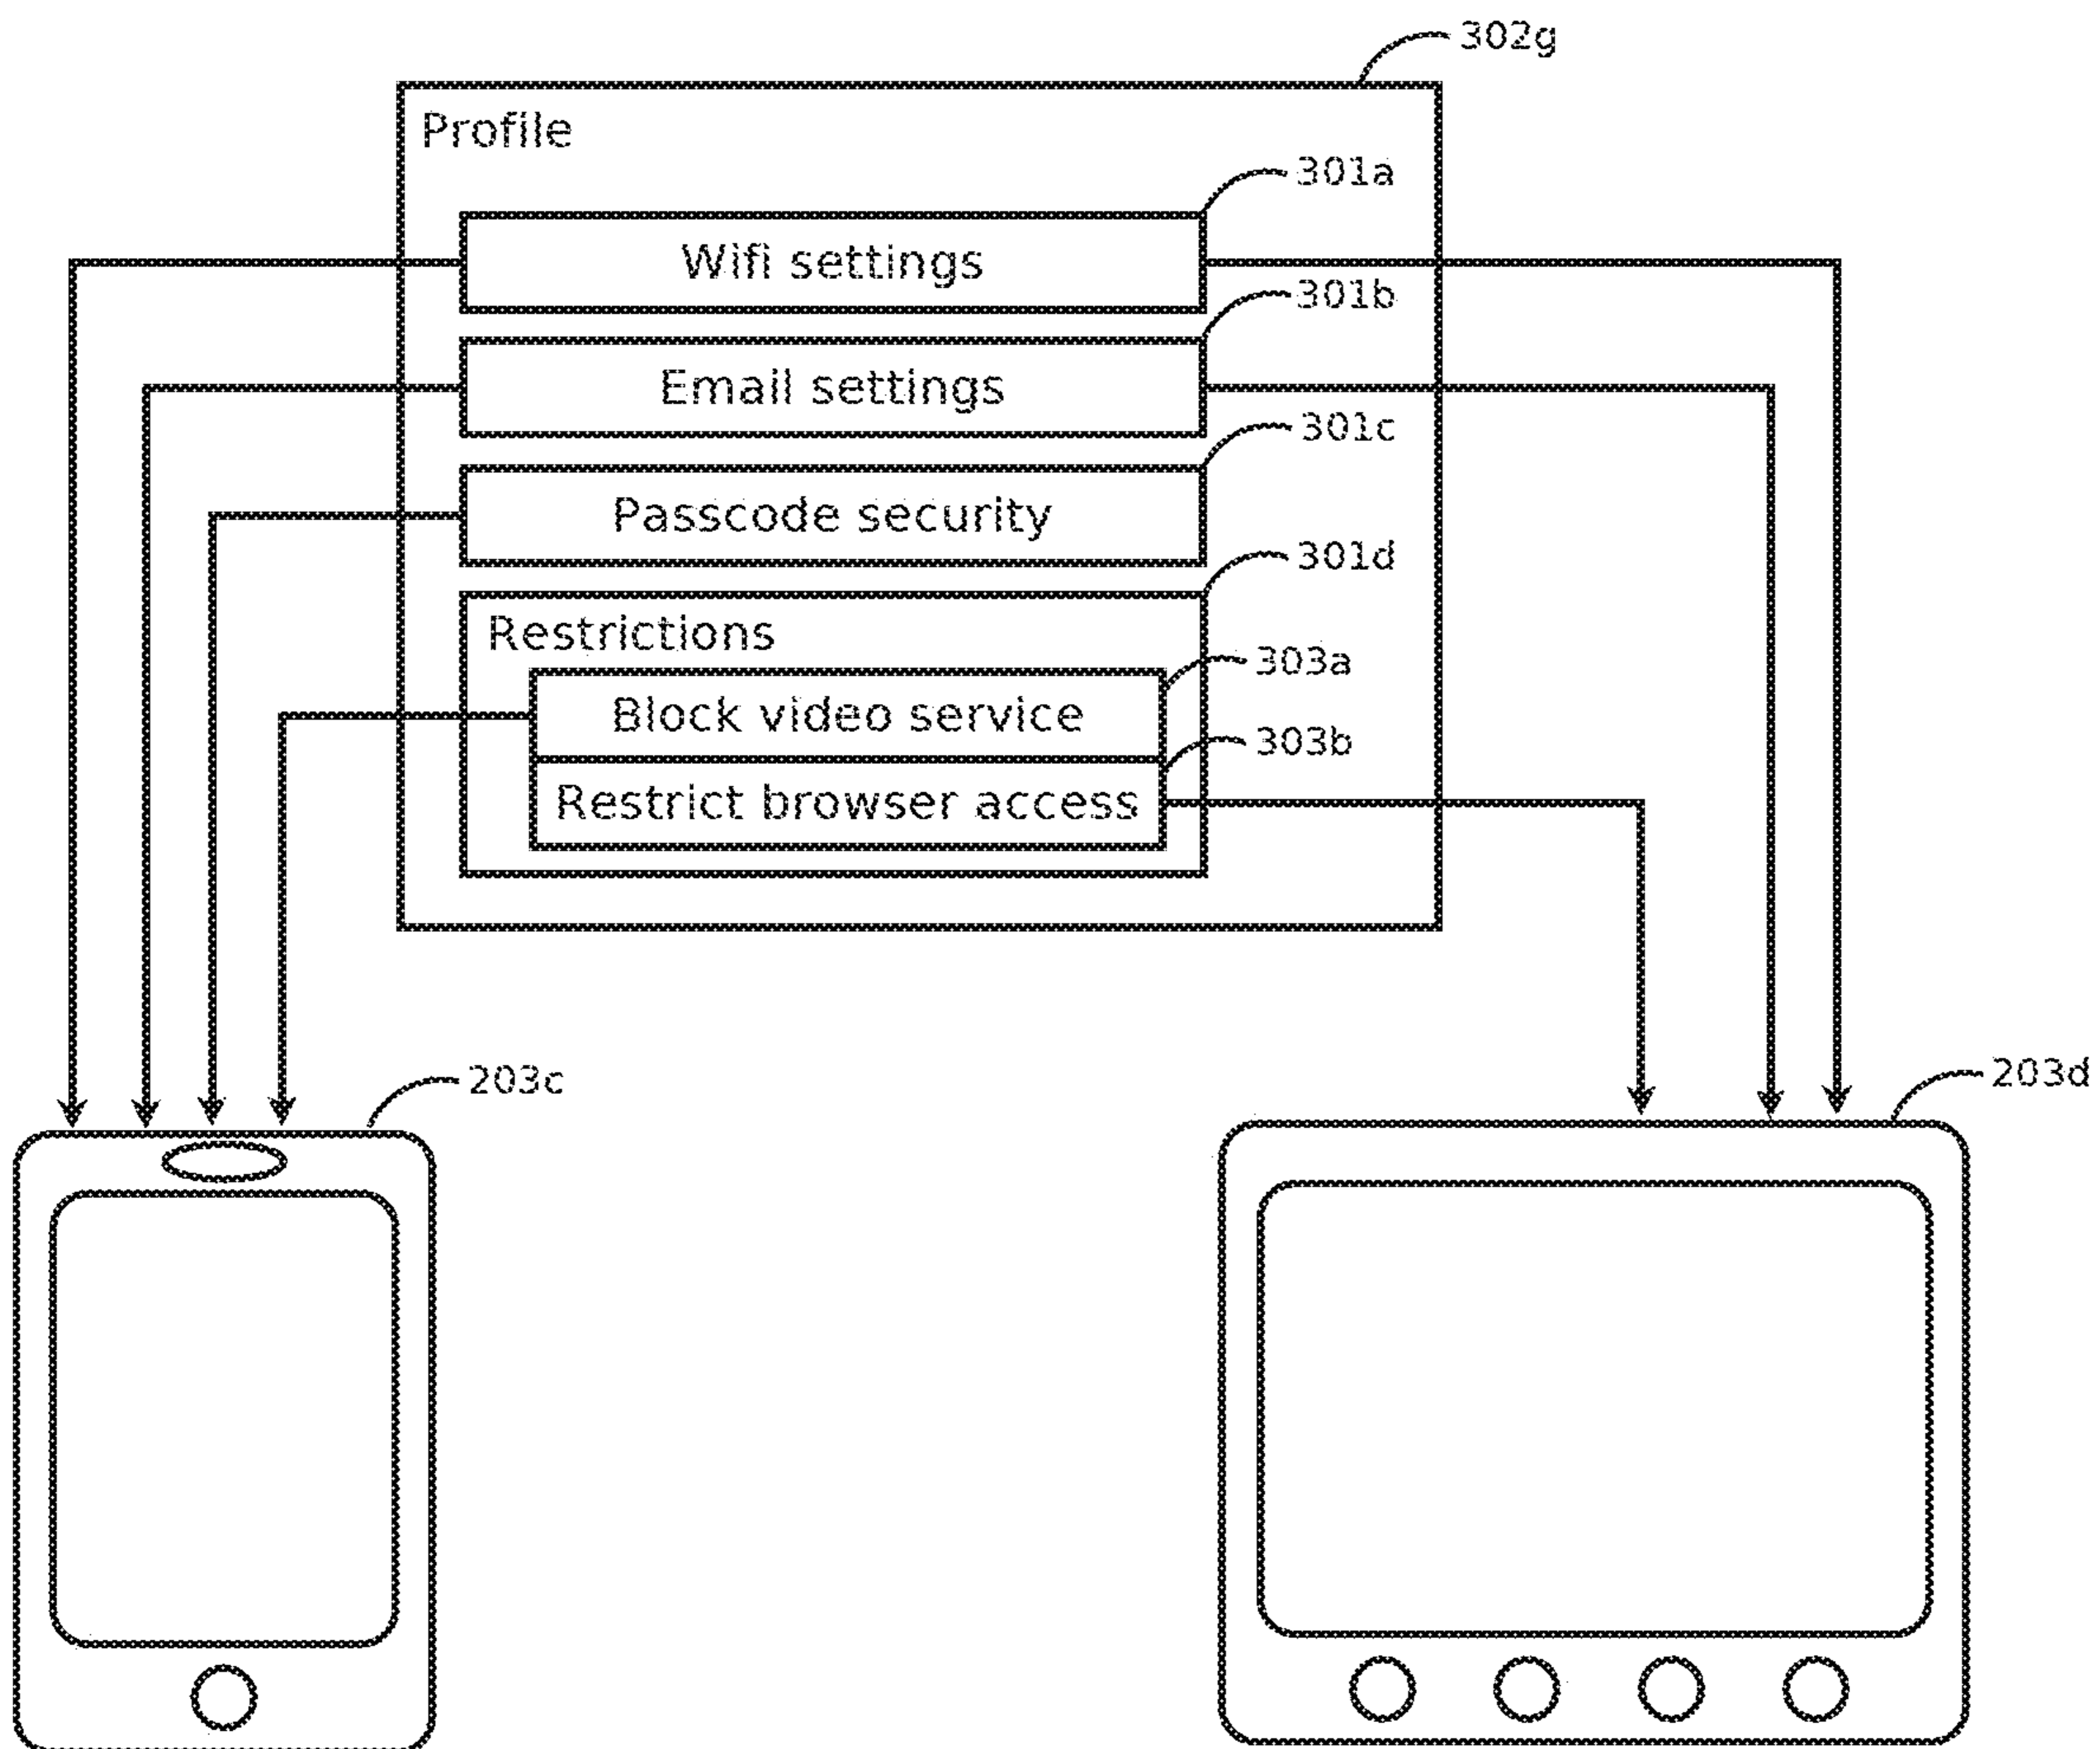 302g
Profile
301a
Wifi settings
301b
Email settings
301c
Passcode security
301d
Restrictions
303a
Block video service
303b
Restrict browser access
203c
203d